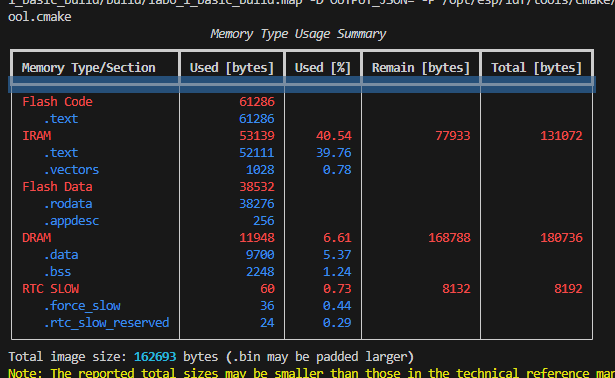 1_basic_build/build/labo_1_basic_build.map -D OUTPUT_JSON= -P /opt/esp/idf/tools/cmake/
ool.cmake
Memory Type Usage Summary
Memory Type/Section Used [bytes] Used [%] Remain [bytes] Total [bytes]
Flash Code 61286
.text 61286
IRAM 53139 40.54 77933 131072
.text 52111 39.76
.vectors 1028 0.78
Flash Data 38532
.rodata 38276
.appdesc 256
DRAM 11948 6.61 168788 180736
.data 9700 5.37
.bss 2248 1.24
RTC SLOW 60 0.73 8132 8192
.force_slow 36 0.44
.rtc_slow_reserved 24 0.29
Total image size: 162693 bytes (.bin may be padded larger)
Note: The reported total sizes may be smaller than those in the technical reference man